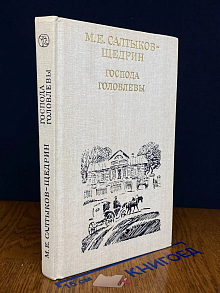 М.Е.САЛТЫКОВ-
ЩЕДРИН
ГОСПОДА
ГОЛОВЛЕВЫ
М.Е.САЛТЫКОВ-ЩЕДРИН
ГОСПОДА
ГОЛОВЛЕВЫ
КНИГОЕД